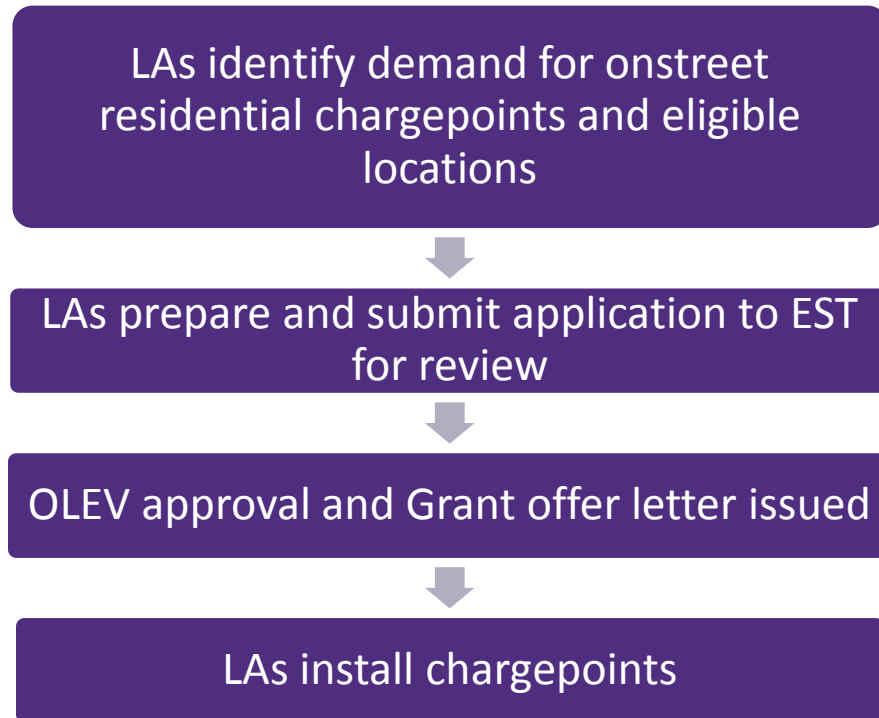 LAs identify demand for onstreet
residential chargepoints and eligible
locations
LAs prepare and submit application to EST
for review
OLEV approval and Grant offer letter issued
LAs install chargepoints